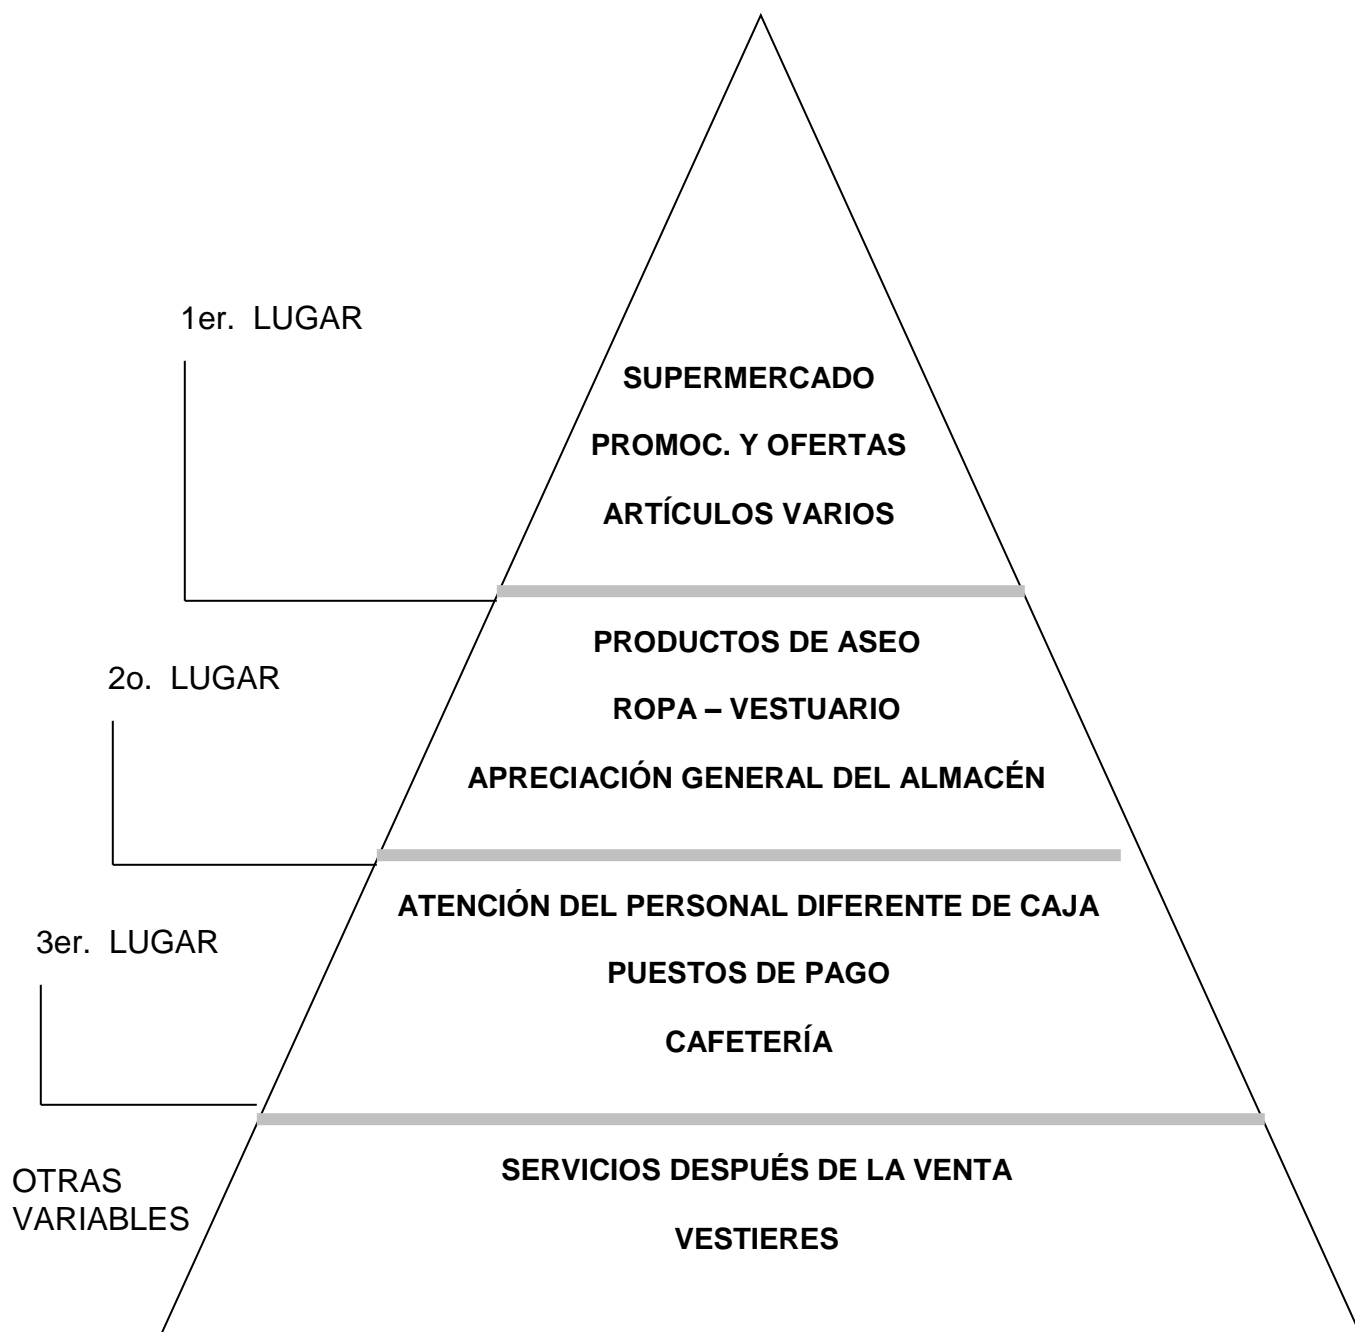 1er. LUGAR
SUPERMERCADO
PROMOC. Y OFERTAS
ARTÍCULOS VARIOS
2o. LUGAR
PRODUCTOS DE ASEO
ROPA – VESTUARIO
APRECIACIÓN GENERAL DEL ALMACÉN
3er. LUGAR
ATENCIÓN DEL PERSONAL DIFERENTE DE CAJA
PUESTOS DE PAGO
CAFETERÍA
OTRAS
VARIABLES
SERVICIOS DESPUÉS DE LA VENTA
VESTIERES